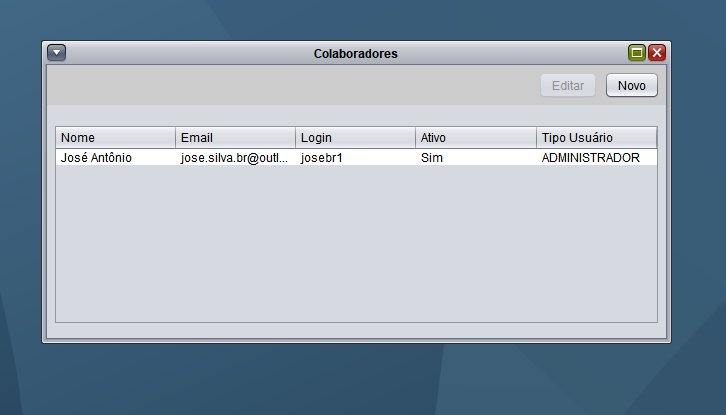 Colaboradores
Editar Novo
Nome Email Login Ativo Tipo Usuário
José Antônio jose.silva.br@outl... josebr1 Sim ADMINISTRADOR